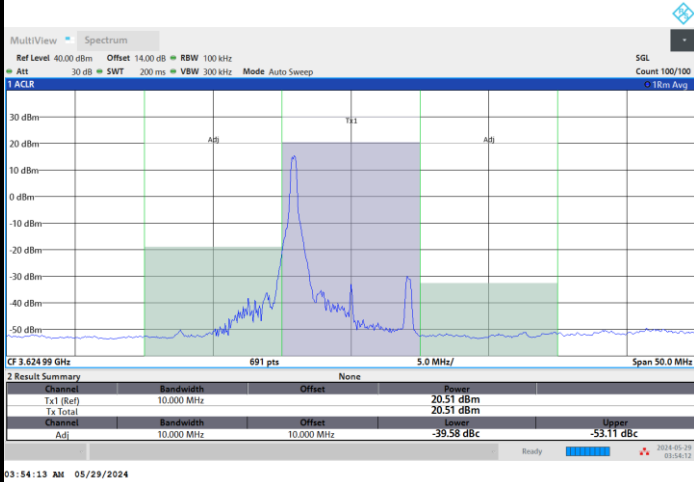 MultiView Spectrum
Ref Level 40.00 dBm Offset 14.00 dB RBW 100 kHz SGL
Att 30 dB SWT 200 ms VBW 300 kHz Mode Auto Sweep Count 100/100
1 ACLR 1Rm Avg
30 dBm
Tx1
20 dBm
Adj Adj
10 dBm
0 dBm
-10 dBm
-20 dBm
-30 dBm
-40 dBm
-50 dBm
CF 3.624 99 GHz 691 pts 5.0 MHz/ Span 50.0 MHz
2 Result Summary None
Channel Bandwidth Offset Power
Tx1 (Ref) 10.000 MHz 20.51 dBm
Tx Total 20.51 dBm
Channel Bandwidth Offset Lower Upper
Adj 10.000 MHz 10.000 MHz -39.58 dBc -53.11 dBc
Ready 2024-05-29
03:54:12
03:54:13 AM 05/29/2024